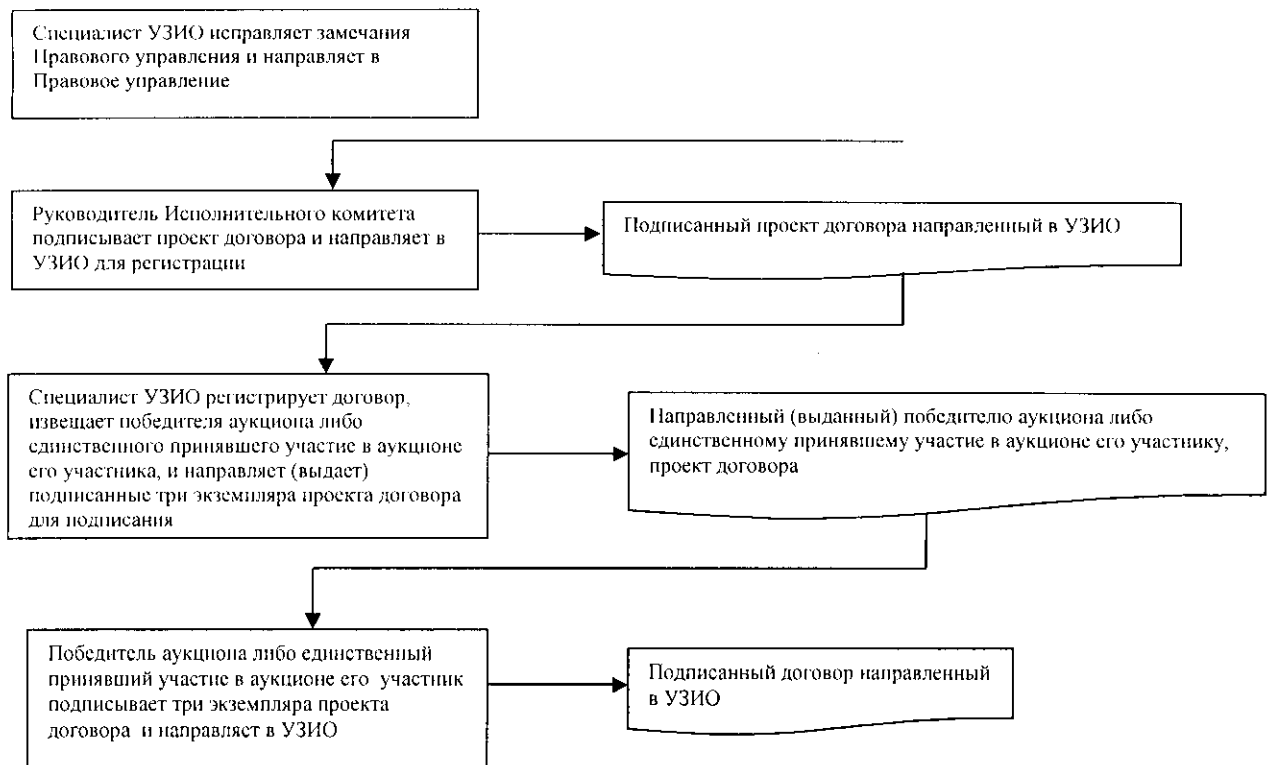 Специалист УЗИО исправляет замечания
Правового управления и направляет в
Правовое управление
Руководитель Исполнительного комитета
подписывает проект договора и направляет в
УЗИО для регистрации
Подписанный проект договора направленный в УЗИО
Специалист УЗИО регистрирует договор,
извещает победителя аукциона либо
единственного принявшего участие в аукционе
его участника, и направляет (выдает)
подписанные три экземпляра проекта договора
для подписания
Направленный (выданный) победителю аукциона либо
единственному принявшему участие в аукционе его участнику,
проект договора
Победитель аукциона либо единственный
принявший участие в аукционе его участник
подписывает три экземпляра проекта
договора и направляет в УЗИО
Подписанный договор направленный
в УЗИО